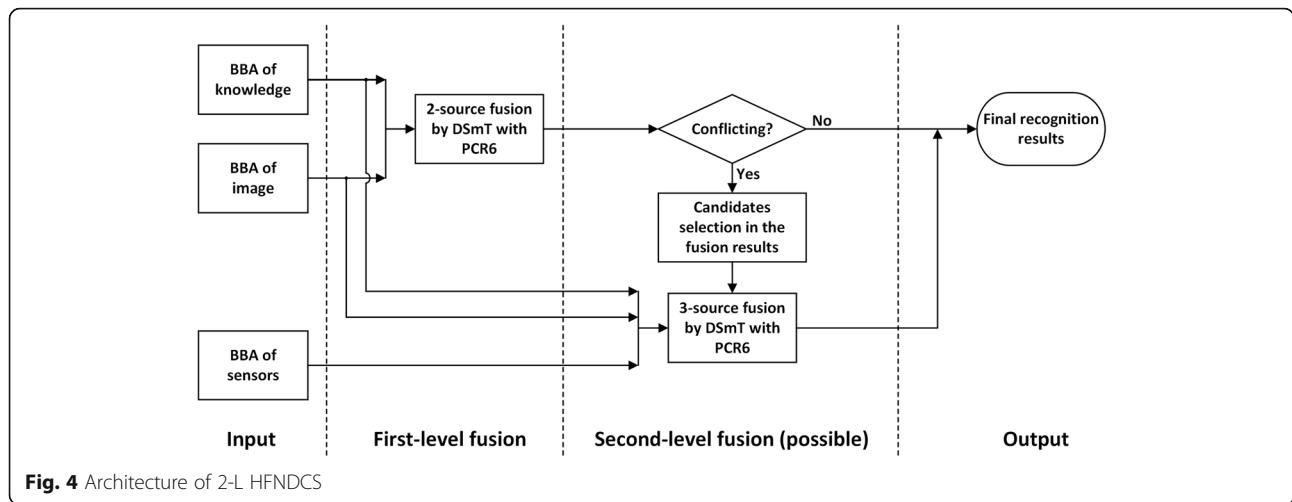 BBA of
knowledge
2-source fusion
by DSmT with
PCR6
Conflicting?
No
Final recognition
results
BBA of
image
Yes
Candidates
selection in the
fusion results
3-source fusion
by DSmT with
PCR6
BBA of
sensors
Input
First-level fusion
Second-level fusion (possible)
Output
Fig. 4 Architecture of 2-L HFNDCS